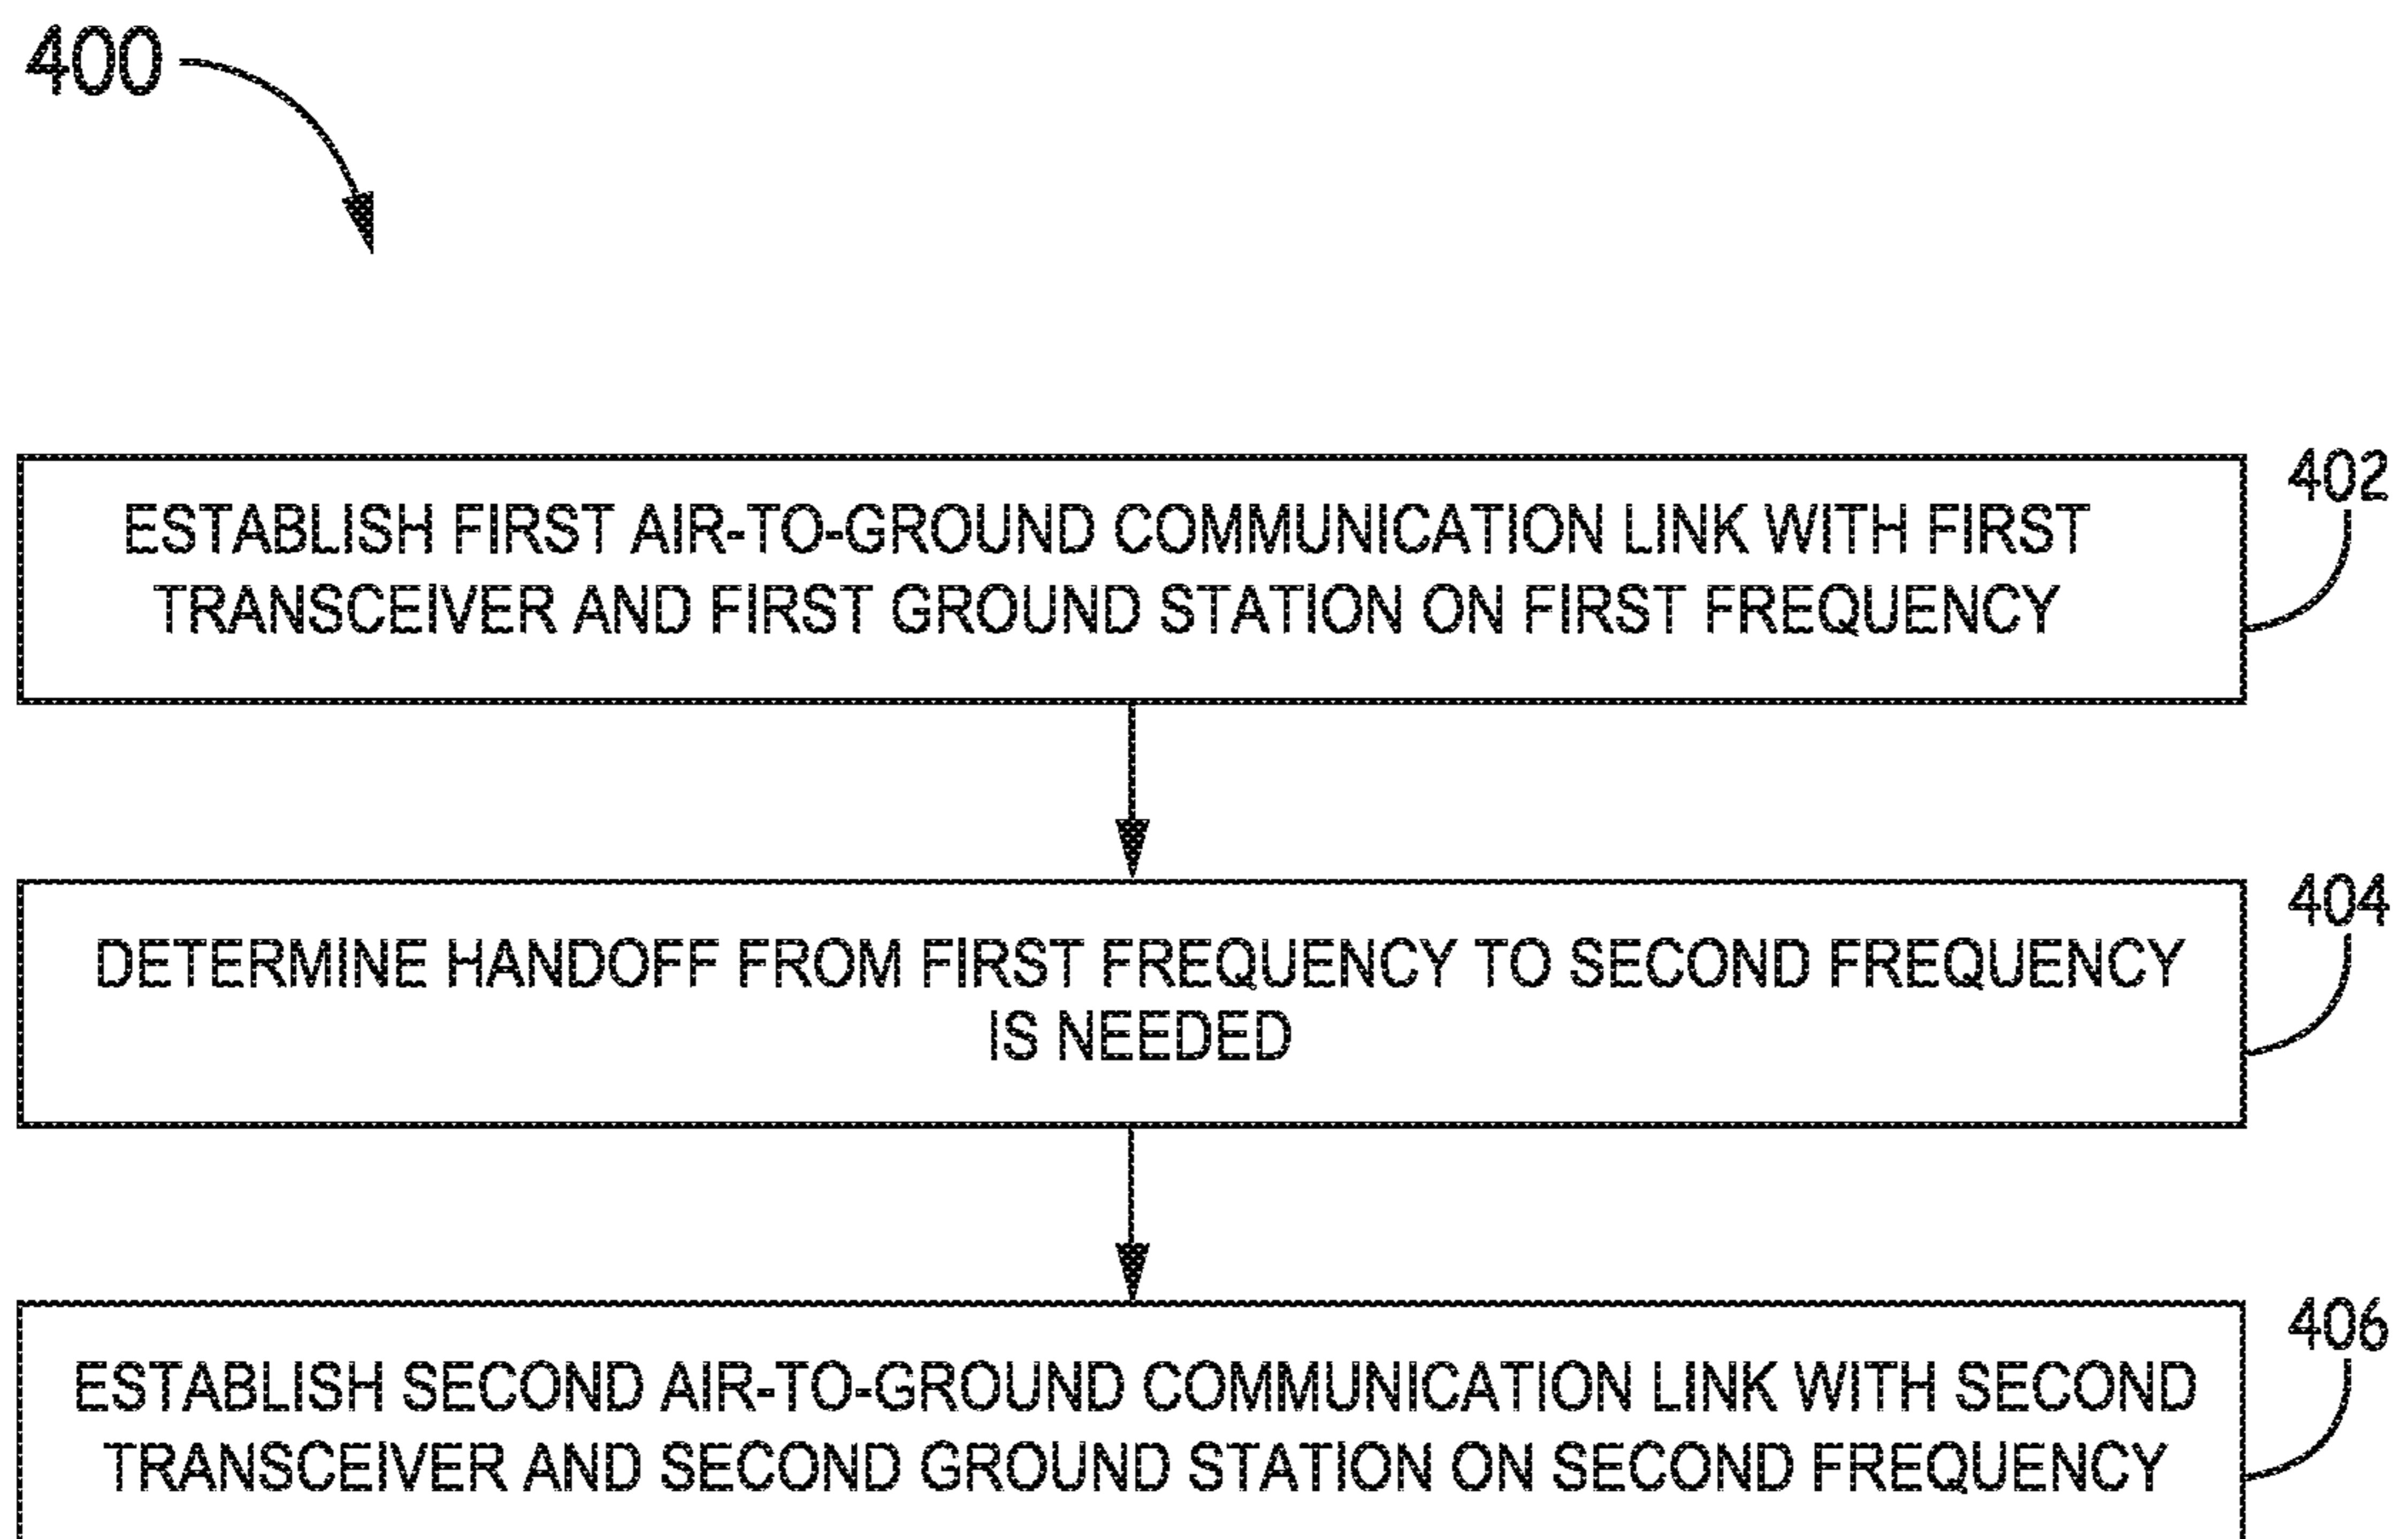 400
402
ESTABLISH FIRST AIR-TO-GROUND COMMUNICATION LINK WITH FIRST
TRANSCEIVER AND FIRST GROUND STATION ON FIRST FREQUENCY
404
DETERMINE HANDOFF FROM FIRST FREQUENCY TO SECOND FREQUENCY
IS NEEDED
406
ESTABLISH SECOND AIR-TO-GROUND COMMUNICATION LINK WITH SECOND
TRANSCEIVER AND SECOND GROUND STATION ON SECOND FREQUENCY